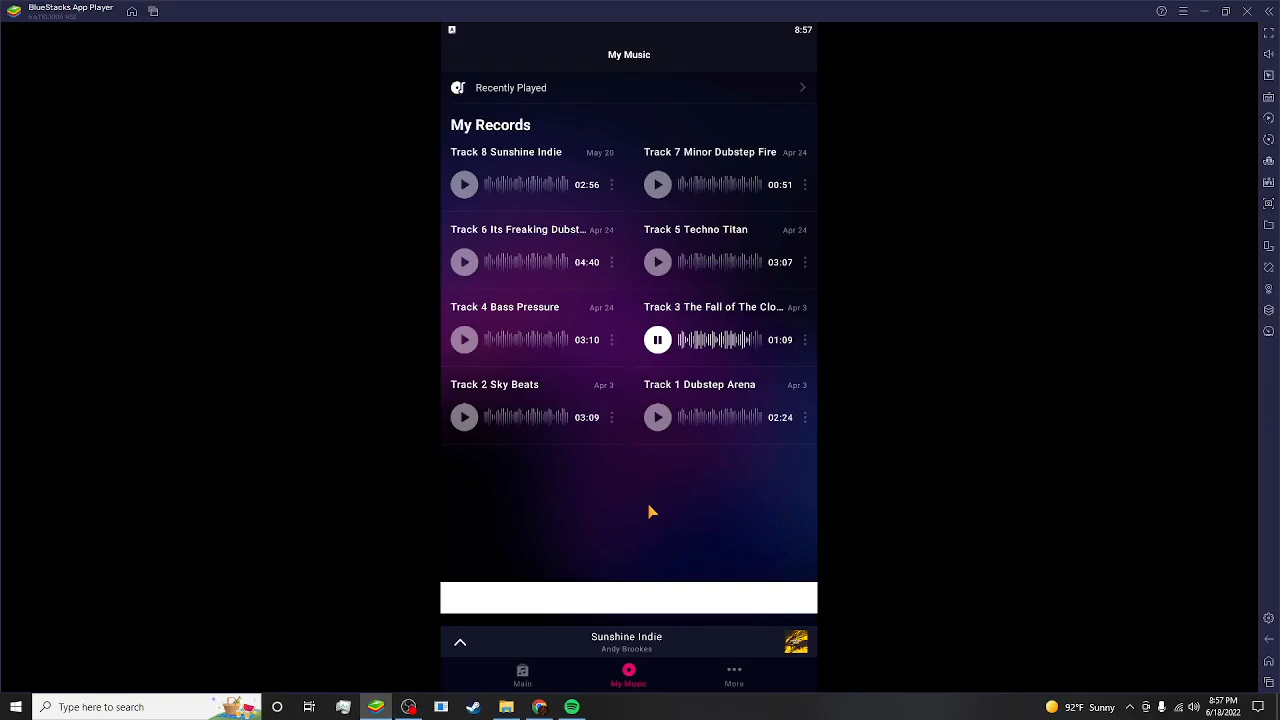 BlueStacks App Player
8:57
My Music
Recently Played
My Records
Track 8 Sunshine Indie May 20
02:56
Track 7 Minor Dubstep Fire Apr 24
00:51
Track 6 Its Freaking Dubst... Apr 24
04:40
Track 5 Techno Titan Apr 24
03:07
Track 4 Bass Pressure Apr 24
03:10
Track 3 The Fall of The Clo... Apr 3
01:09
Track 2 Sky Beats Apr 3
03:09
Track 1 Dubstep Arena Apr 3
02:24
Sunshine Indie
Andy Brookes
Main
My Music
More
Type here to search
92°F Sunny
8:57 PM
6/18/2022